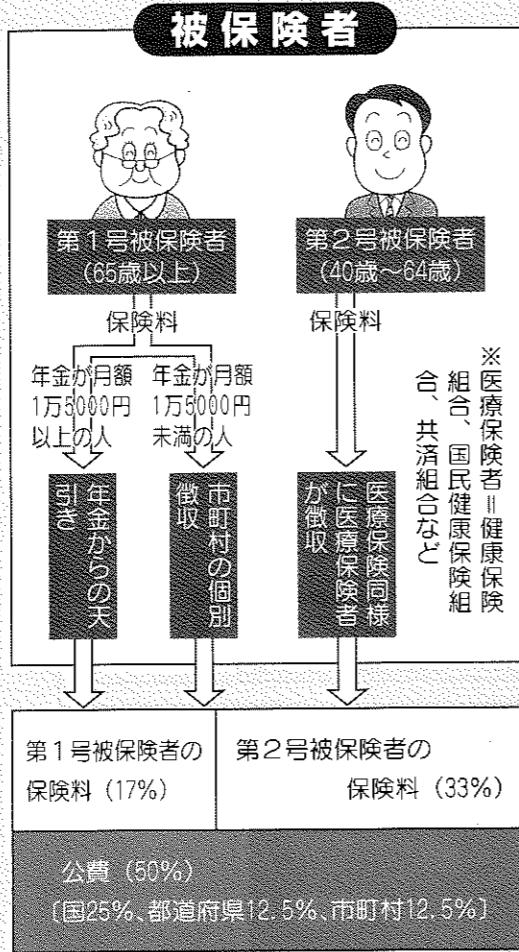 被保険者
第1号被保険者
(65歳以上)
保険料
年金が月額
1万5000円
以上の人
年金が月額
1万5000円
未満の人
年金からの天
引き
市町村の個別
徴収
第2号被保険者
(40歳~64歳)
保険料
医療保険同様
に医療保険者
が徴収
※医療保険者=健康保険
組合、国民健康保険組
合、共済組合など
第1号被保険者の
保険料(17%)
第2号被保険者の
保険料(33%)
公費(50%)
〔国25%、都道府県12.5%、市町村12.5%〕